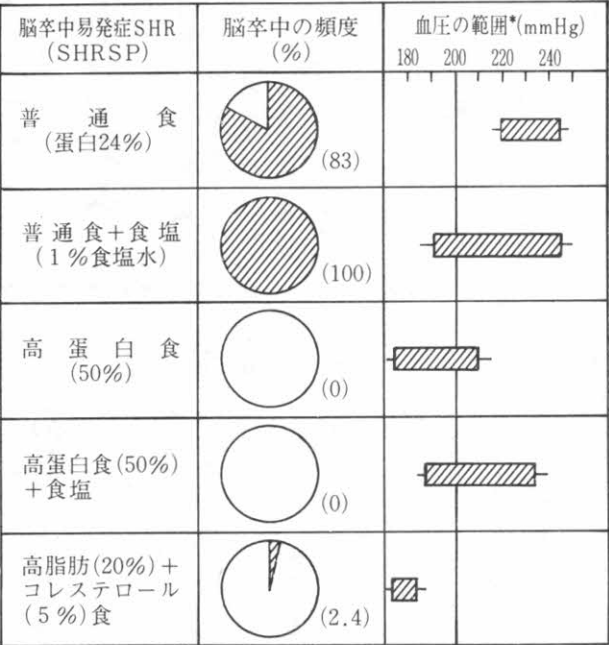 脳卒中易発症SHR
(SHRSP)
脳卒中の頻度
(%)
血圧の範囲*(mmHg)
180 200 220 240
普通食
(蛋白24%)
(83)
普通食+食塩
(1%食塩水)
(100)
高蛋白食
(50%)
(0)
高蛋白食(50%)
+食塩
(0)
高脂肪(20%)+
コレステロール
(5%)食
(2.4)